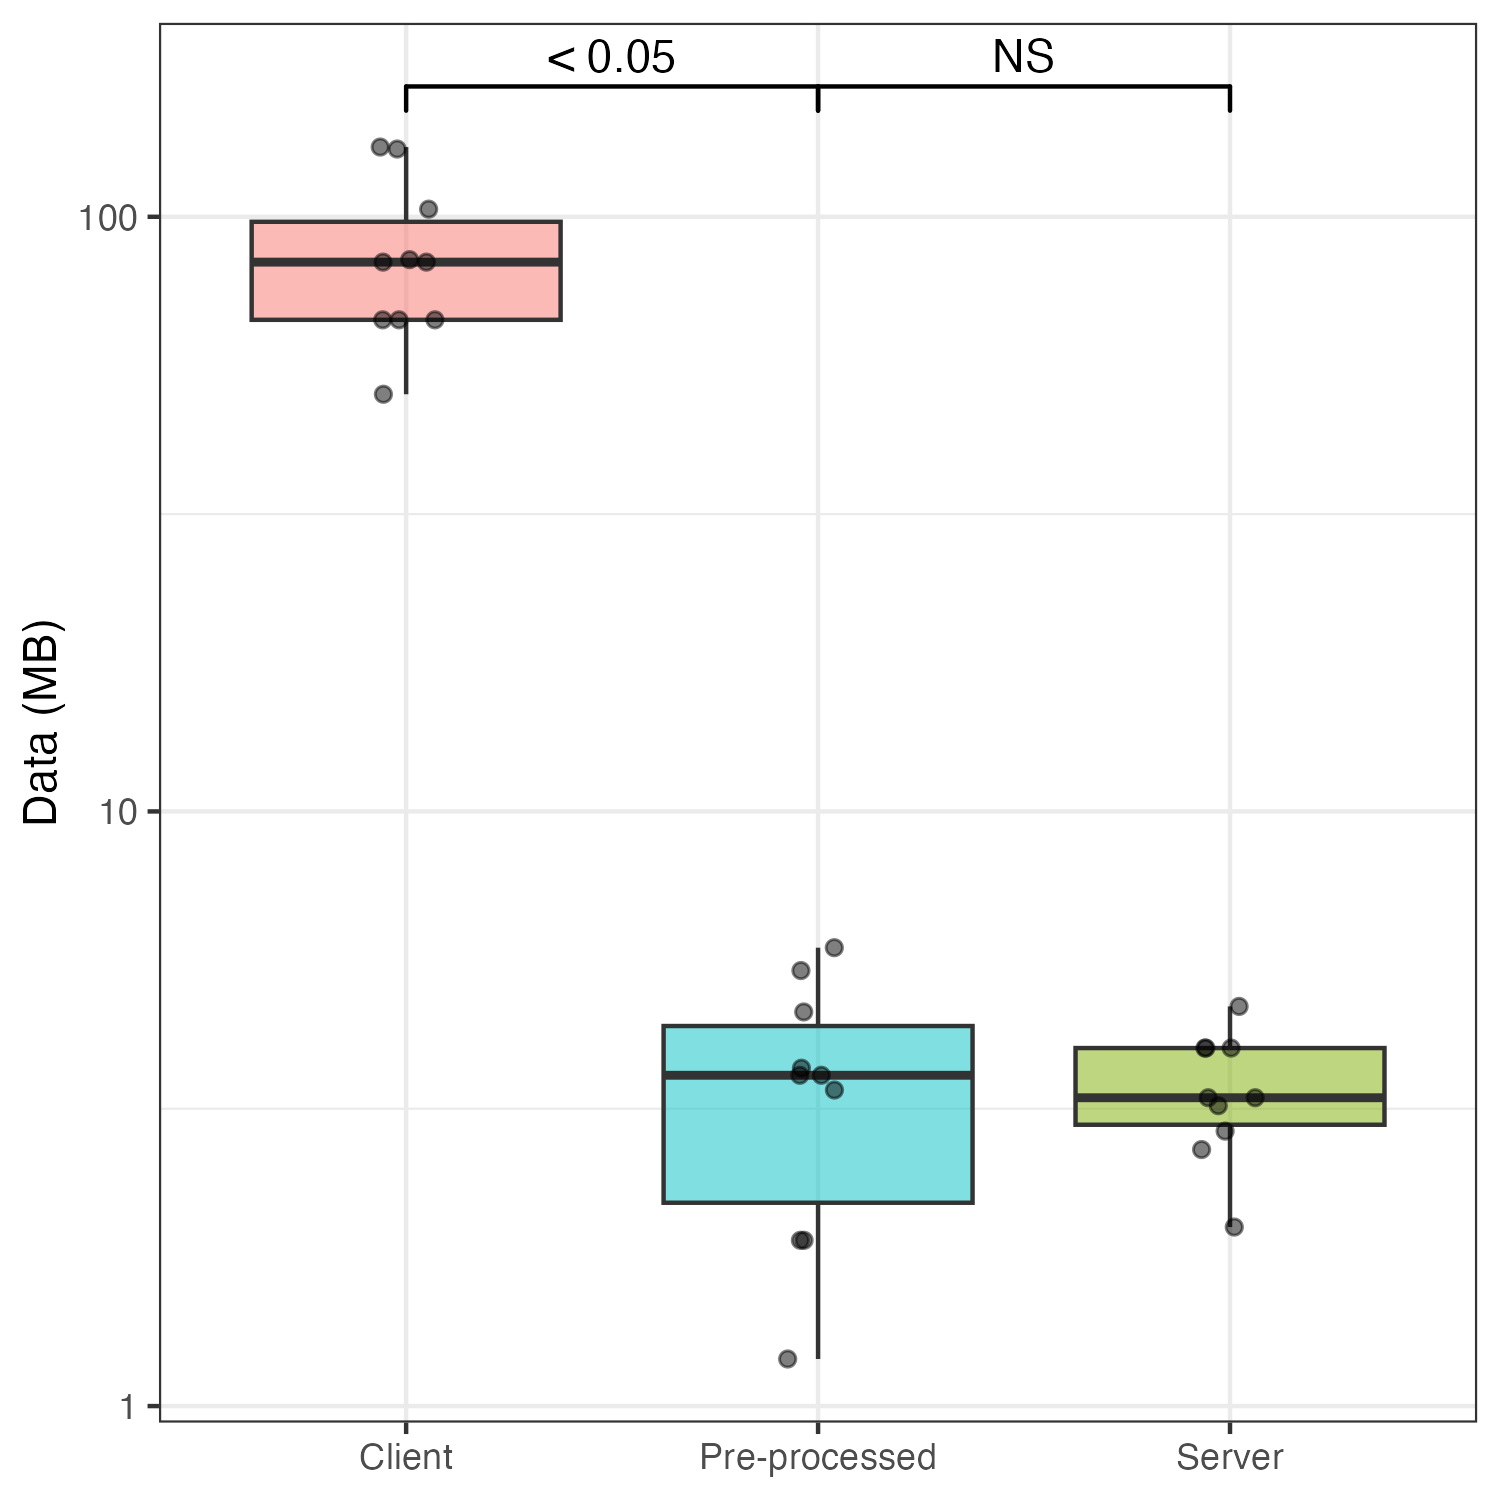 < 0.05
NS
100
10
1
Data (MB)
Client
Pre-processed
Server